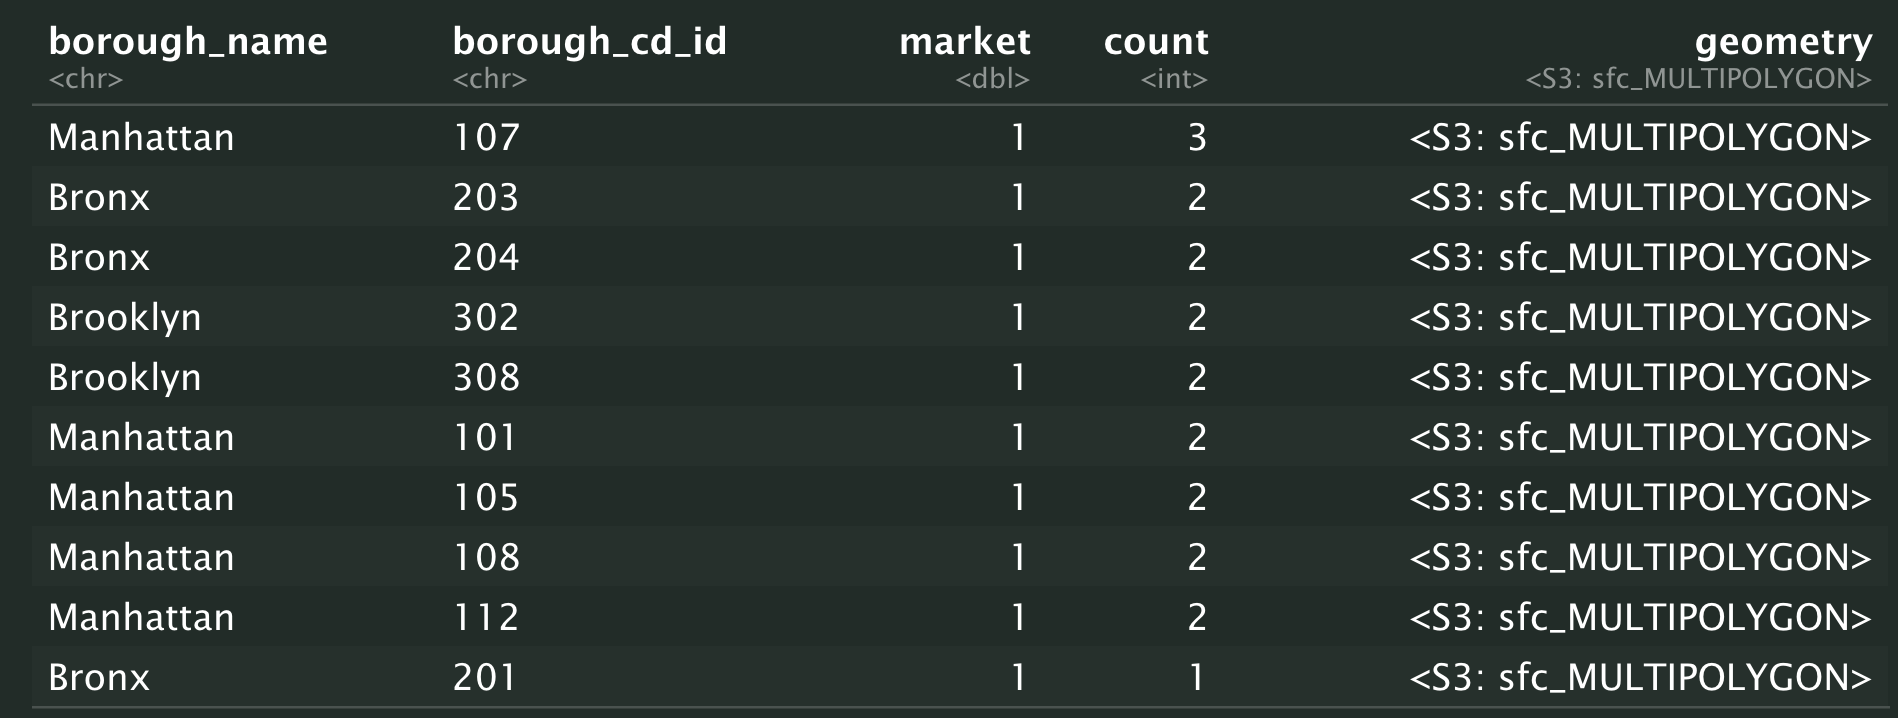 borough_name borough_cd_id market count geometry
<chr> <chr> <dbl> <int> <S3: sfc_MULTIPOLYGON>
Manhattan 107 1 3 <S3: sfc_MULTIPOLYGON>
Bronx 203 1 2 <S3: sfc_MULTIPOLYGON>
Bronx 204 1 2 <S3: sfc_MULTIPOLYGON>
Brooklyn 302 1 2 <S3: sfc_MULTIPOLYGON>
Brooklyn 308 1 2 <S3: sfc_MULTIPOLYGON>
Manhattan 101 1 2 <S3: sfc_MULTIPOLYGON>
Manhattan 105 1 2 <S3: sfc_MULTIPOLYGON>
Manhattan 108 1 2 <S3: sfc_MULTIPOLYGON>
Manhattan 112 1 2 <S3: sfc_MULTIPOLYGON>
Bronx 201 1 1 <S3: sfc_MULTIPOLYGON>